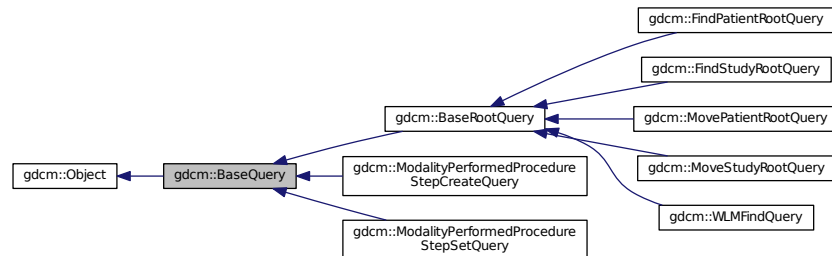 gdcm::FindPatientRootQuery
gdcm::FindStudyRootQuery
gdcm::BaseRootQuery
gdcm::MovePatientRootQuery
gdcm::MoveStudyRootQuery
gdcm::Object
gdcm::BaseQuery
gdcm::ModalityPerformedProcedure
StepCreateQuery
gdcm::WLMFindQuery
gdcm::ModalityPerformedProcedure
StepSetQuery